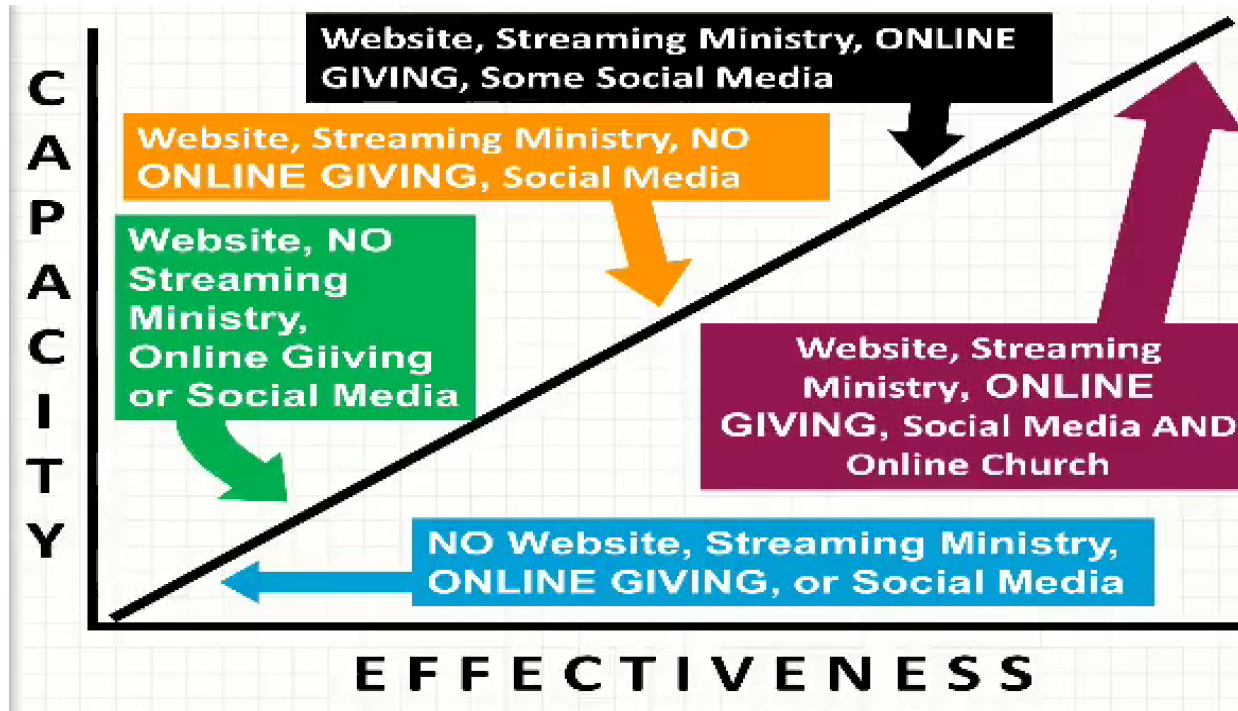 CAPACITY
Website, Streaming Ministry, ONLINE
GIVING, Some Social Media
Website, Streaming Ministry, NO
ONLINE GIVING, Social Media
Website, NO
Streaming
Ministry,
Online Giiving
or Social Media
Website, Streaming
Ministry, ONLINE
GIVING, Social Media AND
Online Church
NO Website, Streaming Ministry,
ONLINE GIVING, or Social Media
EFFECTIVENESS